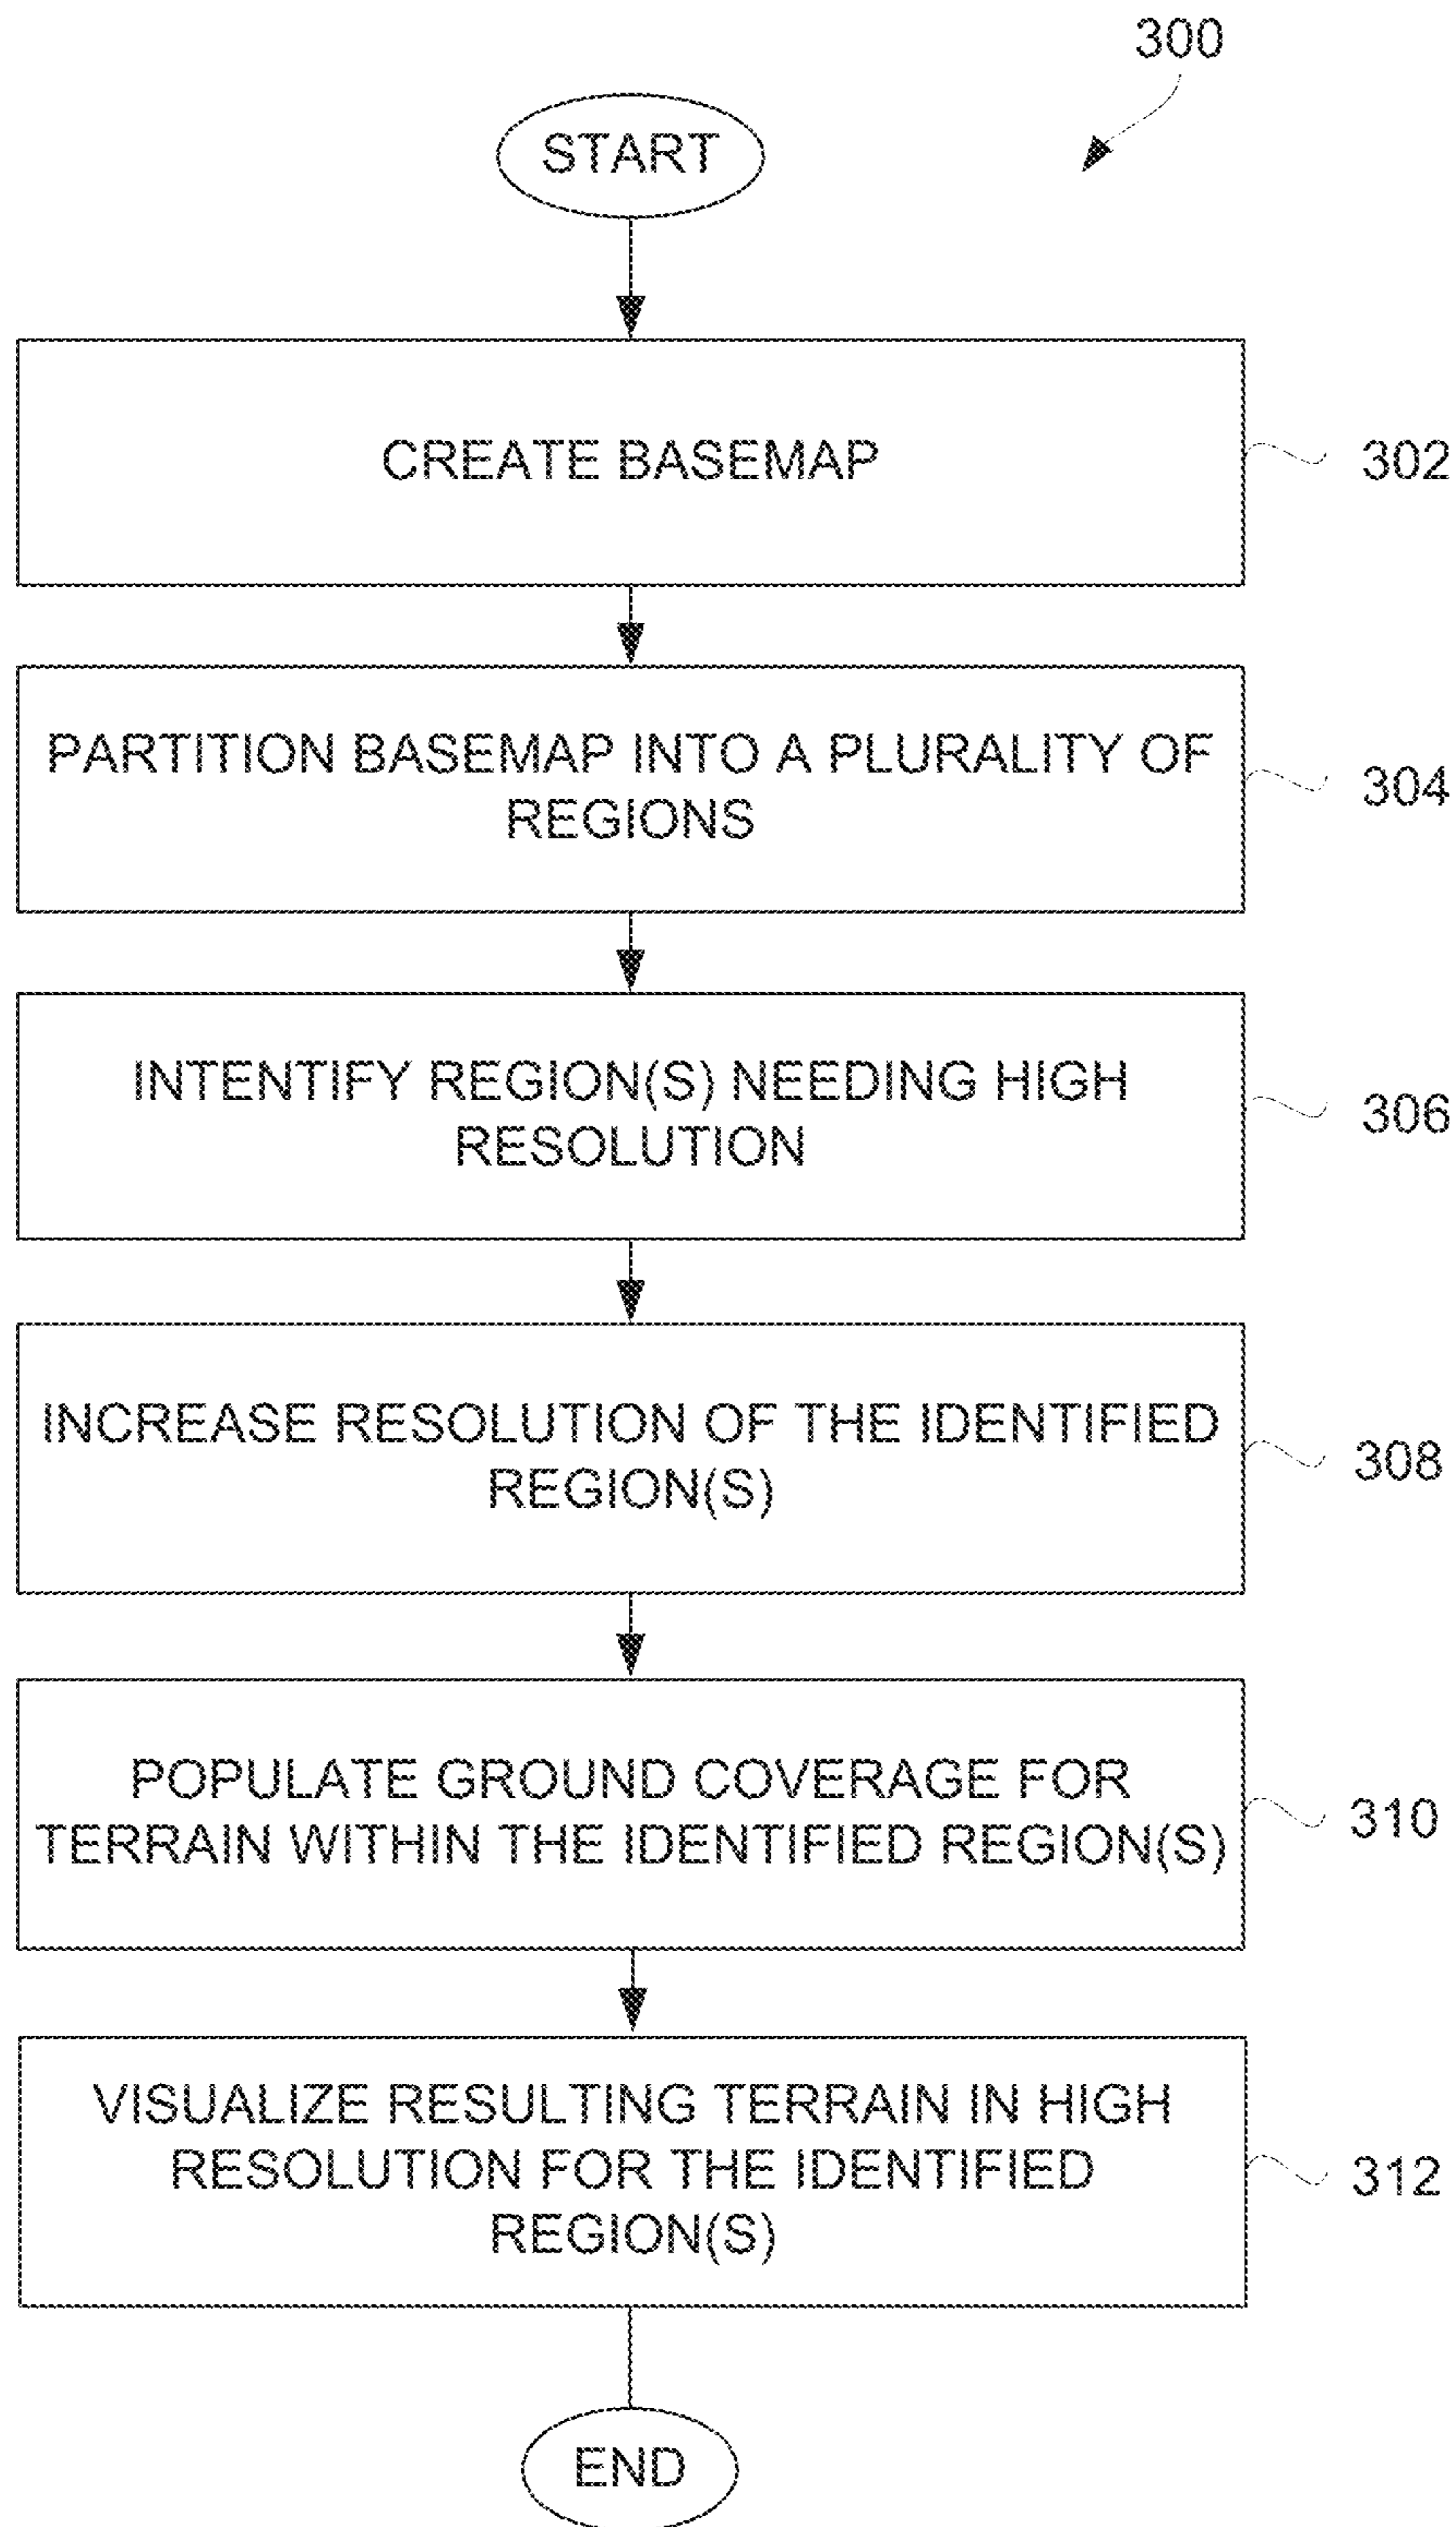 300
START
CREATE BASEMAP
302
PARTITION BASEMAP INTO A PLURALITY OF
REGIONS
304
INTENTIFY REGION(S) NEEDING HIGH
RESOLUTION
306
INCREASE RESOLUTION OF THE IDENTIFIED
REGION(S)
308
POPULATE GROUND COVERAGE FOR
TERRAIN WITHIN THE IDENTIFIED REGION(S)
310
VISUALIZE RESULTING TERRAIN IN HIGH
RESOLUTION FOR THE IDENTIFIED
REGION(S)
312
END